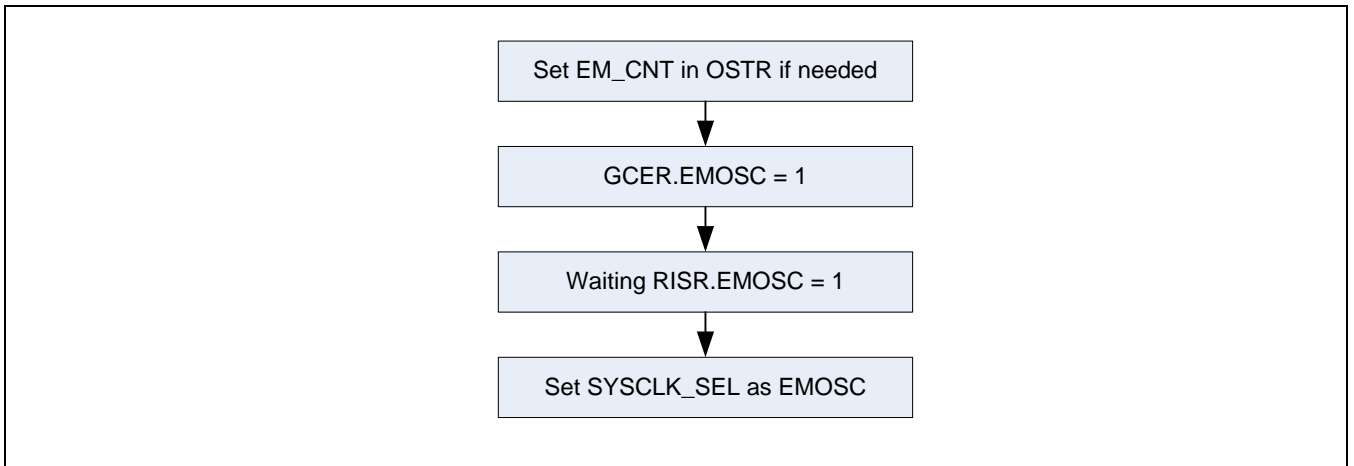 Set EM_CNT in OSTR if needed
GCER.EMOSC = 1
Waiting RISR.EMOSC = 1
Set SYSCLK_SEL as EMOSC